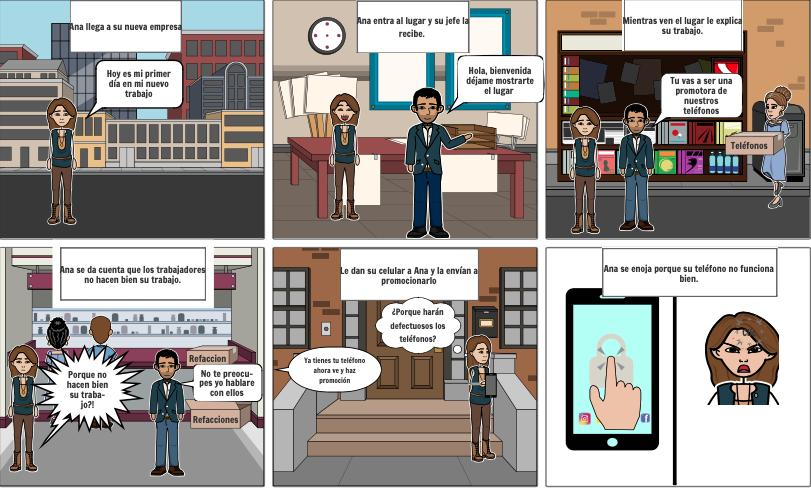 Ana llega a su nueva empresa
Hoy es mi primer
día en mi nuevo
trabajo
Ana entra al lugar y su jefe la
recibe.
Hola, bienvenida
déjame mostrarte
el lugar
Mientras ven el lugar le explica
su trabajo.
Tu vas a ser una
promotora de
nuestros
teléfonos
Teléfonos
Ana se da cuenta que los trabajadores
no hacen bien su trabajo.
Porque no
hacen bien
su traba-
jo?!
Refaccion
No te preocu-
pes yo hablare
con ellos
Refacciones
Le dan su celular a Ana y la envían a
promocionarlo
¿Porque harán
defectuosos los
teléfonos?
Ya tienes tu teléfono
ahora ve y haz
promoción
Ana se enoja porque su teléfono no funciona
bien.